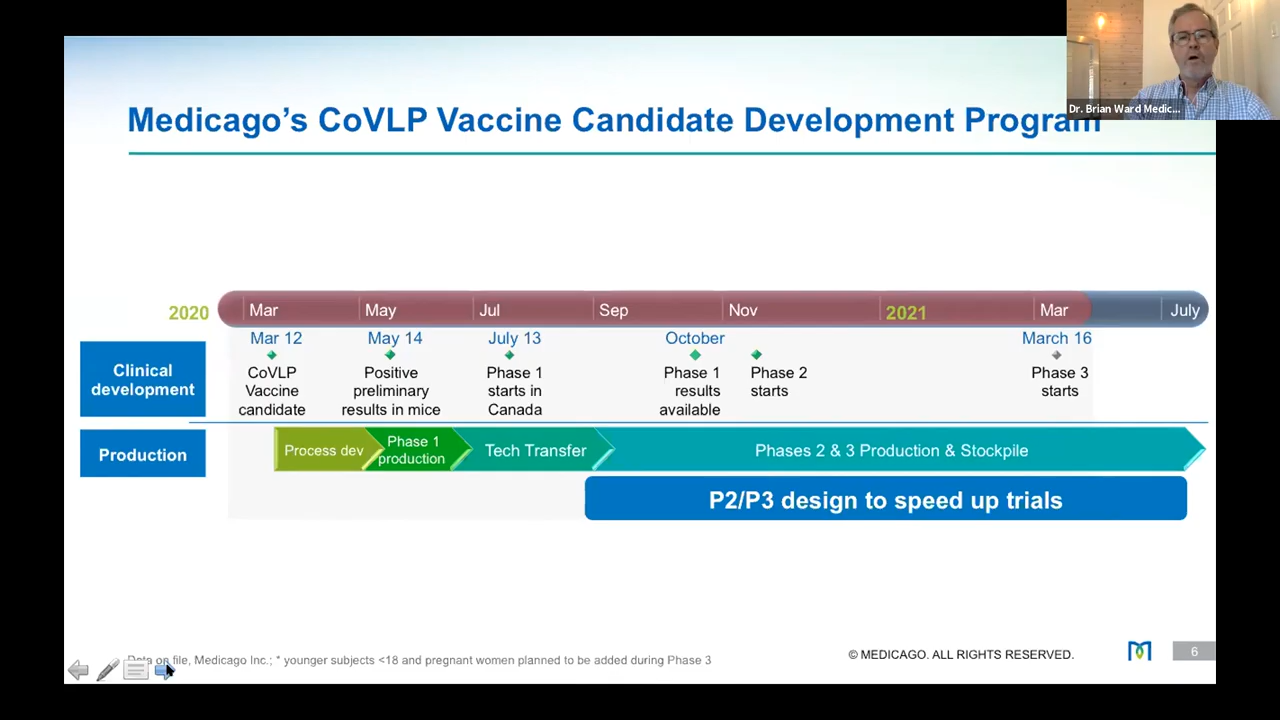 Dr. Brian Ward Medic...
Medicago's CoVLP Vaccine Candidate Development Program
2020
Mar
May
Jul
Sep
Nov
2021
Mar
July
Clinical
development
Mar 12
CoVLP
Vaccine
candidate
May 14
Positive
preliminary
results in mice
July 13
Phase 1
starts in
Canada
October
Phase 1
results
available
Phase 2
starts
March 16
Phase 3
starts
Production
Process dev
Phase 1
production
Tech Transfer
Phases 2 & 3 Production & Stockpile
P2/P3 design to speed up trials
Data on file, Medicago Inc.; * younger subjects <18 and pregnant women planned to be added during Phase 3
© MEDICAGO. ALL RIGHTS RESERVED.
6